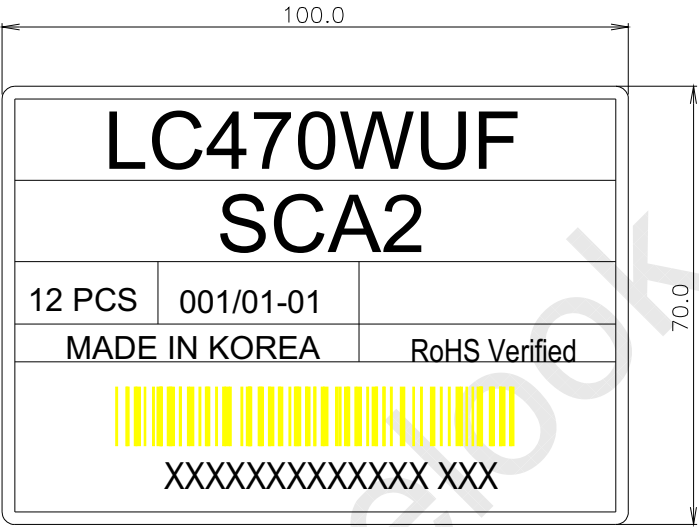 100.0
LC470WUF
SCA2
12 PCS 001/01-01
70.0
MADE IN KOREA RoHS Verified
XXXXXXXXXXXXX XXX